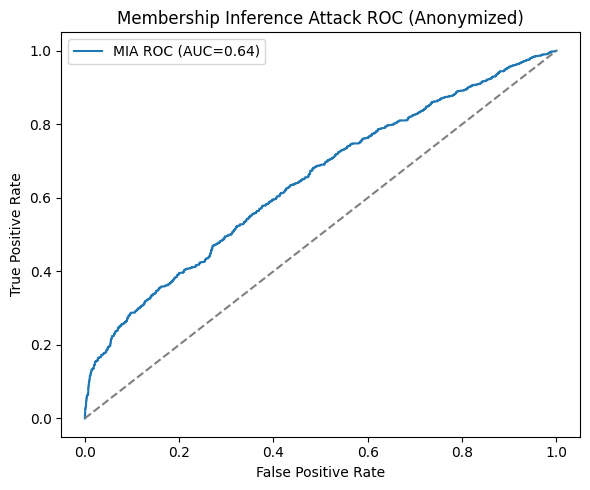 Membership Inference Attack ROC (Anonymized)
MIA ROC (AUC=0.64)
True Positive Rate
1.0
0.8
0.6
0.4
0.2
0.0
0.0 0.2 0.4 0.6 0.8 1.0
False Positive Rate